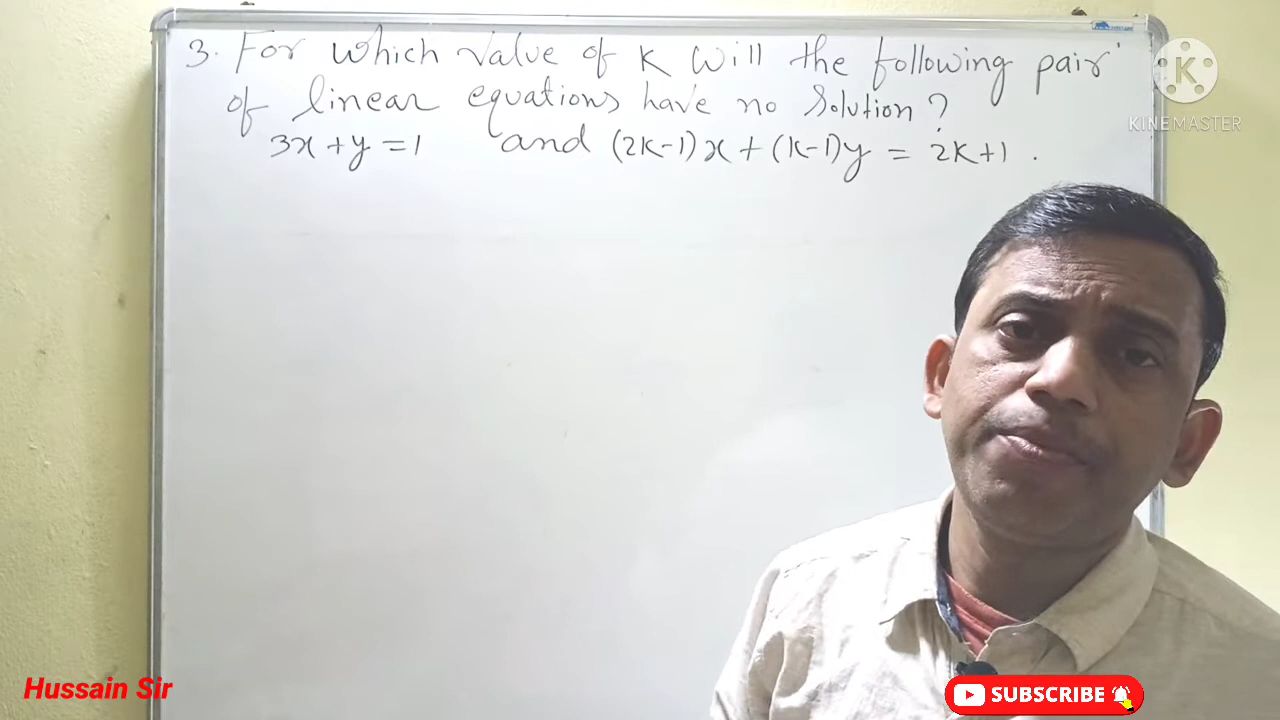 3. For which value of K will the following pair
of linear equations have no solution?
3x + y = 1 and (2K-1)x + (K-1)y = 2K+1.
K
KINEMASTER
Hussain Sir
SUBSCRIBE